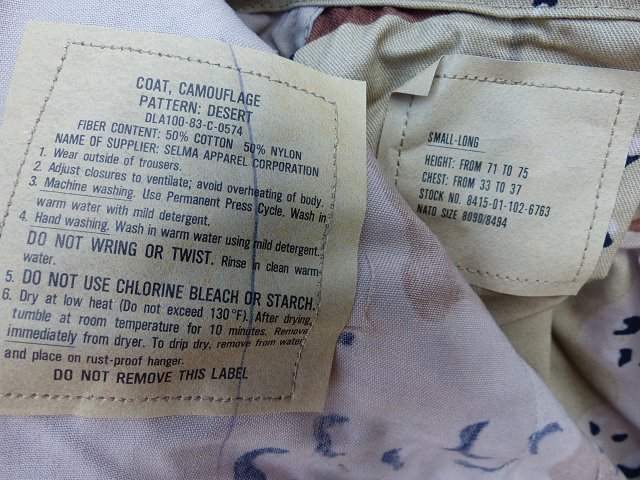 COAT, CAMOUFLAGE
PATTERN: DESERT
DLA100-83-C-0574
FIBER CONTENT: 50% COTTON 50% NYLON
NAME OF SUPPLIER: SELMA APPAREL CORPORATION
1. Wear outside of trousers.
2. Adjust closures to ventilate; avoid overheating of body.
3. Machine washing. Use Permanent Press Cycle. Wash in
warm water with mild detergent.
4. Hand washing. Wash in warm water using mild detergent.
DO NOT WRING OR TWIST. Rinse in clean warm
water.
5. DO NOT USE CHLORINE BLEACH OR STARCH.
6. Dry at low heat (Do not exceed 130°F). After drying,
tumble at room temperature for 10 minutes. Remove
immediately from dryer. To drip dry, remove from water
and place on rust-proof hanger.
DO NOT REMOVE THIS LABEL
SMALL-LONG
HEIGHT: FROM 71 TO 75
CHEST: FROM 33 TO 37
STOCK NO. 8415-01-102-6763
NATO SIZE 8090/8494